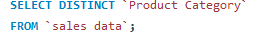 SELECT DISTINCT `Product Category`
FROM `sales data`;